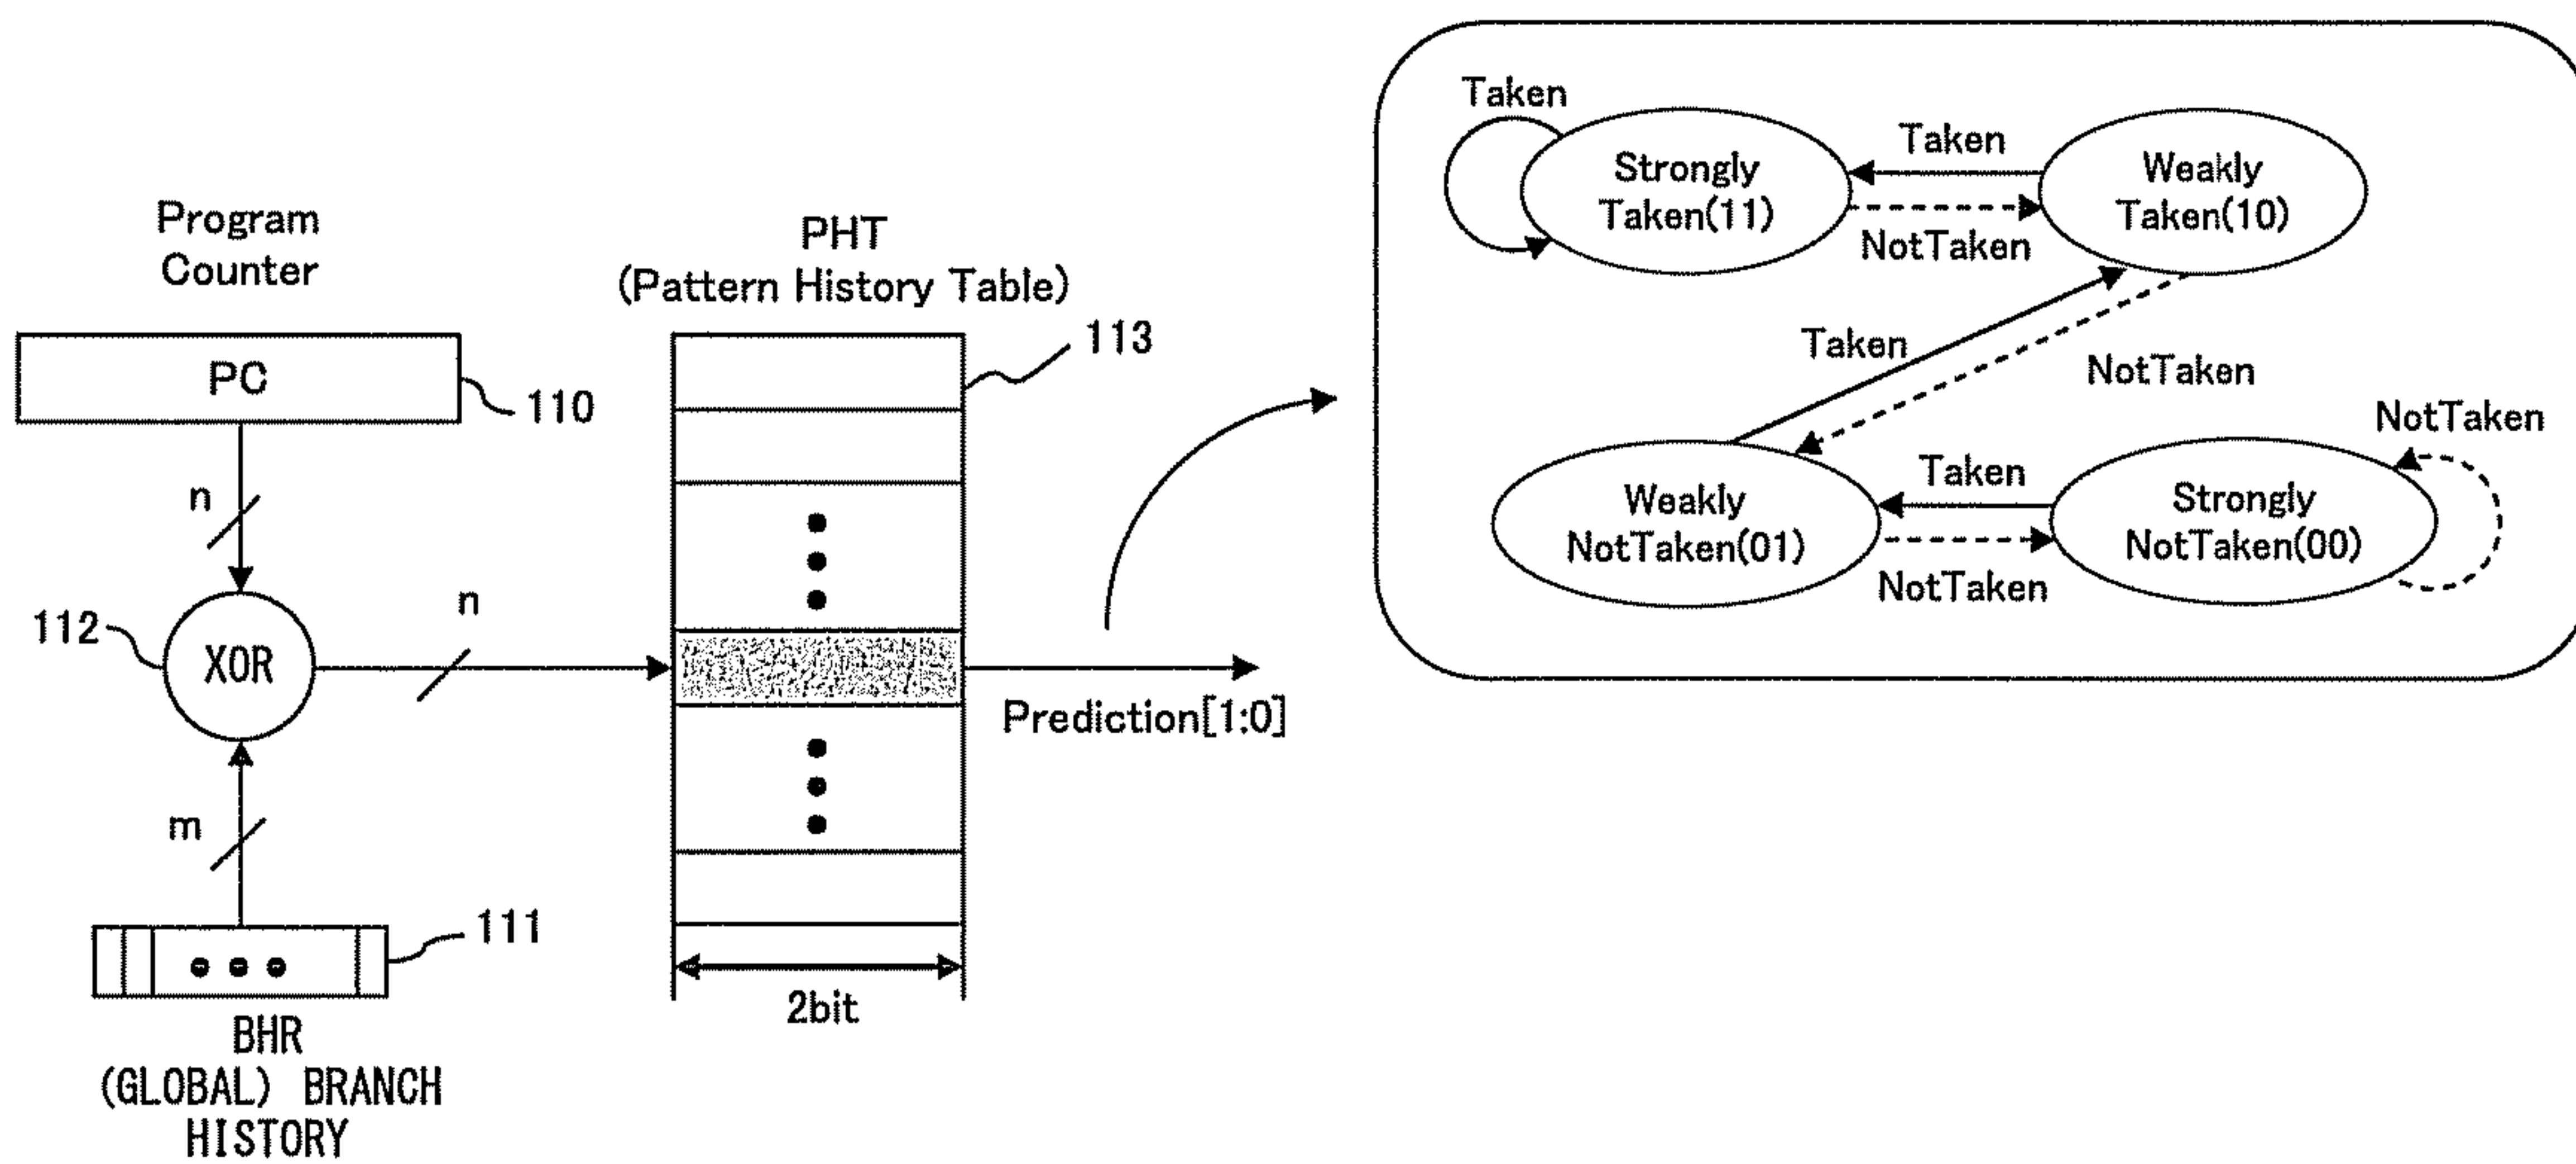 Program
Counter
PC
110
n
112
XOR
n
m
111
BHR
(GLOBAL) BRANCH
HISTORY
PHT
(Pattern History Table)
113
2bit
Prediction[1:0]
Taken
Strongly
Taken(11)
Taken
NotTaken
Weakly
Taken(10)
Taken
NotTaken
NotTaken
Weakly
NotTaken(01)
Taken
NotTaken
Strongly
NotTaken(00)